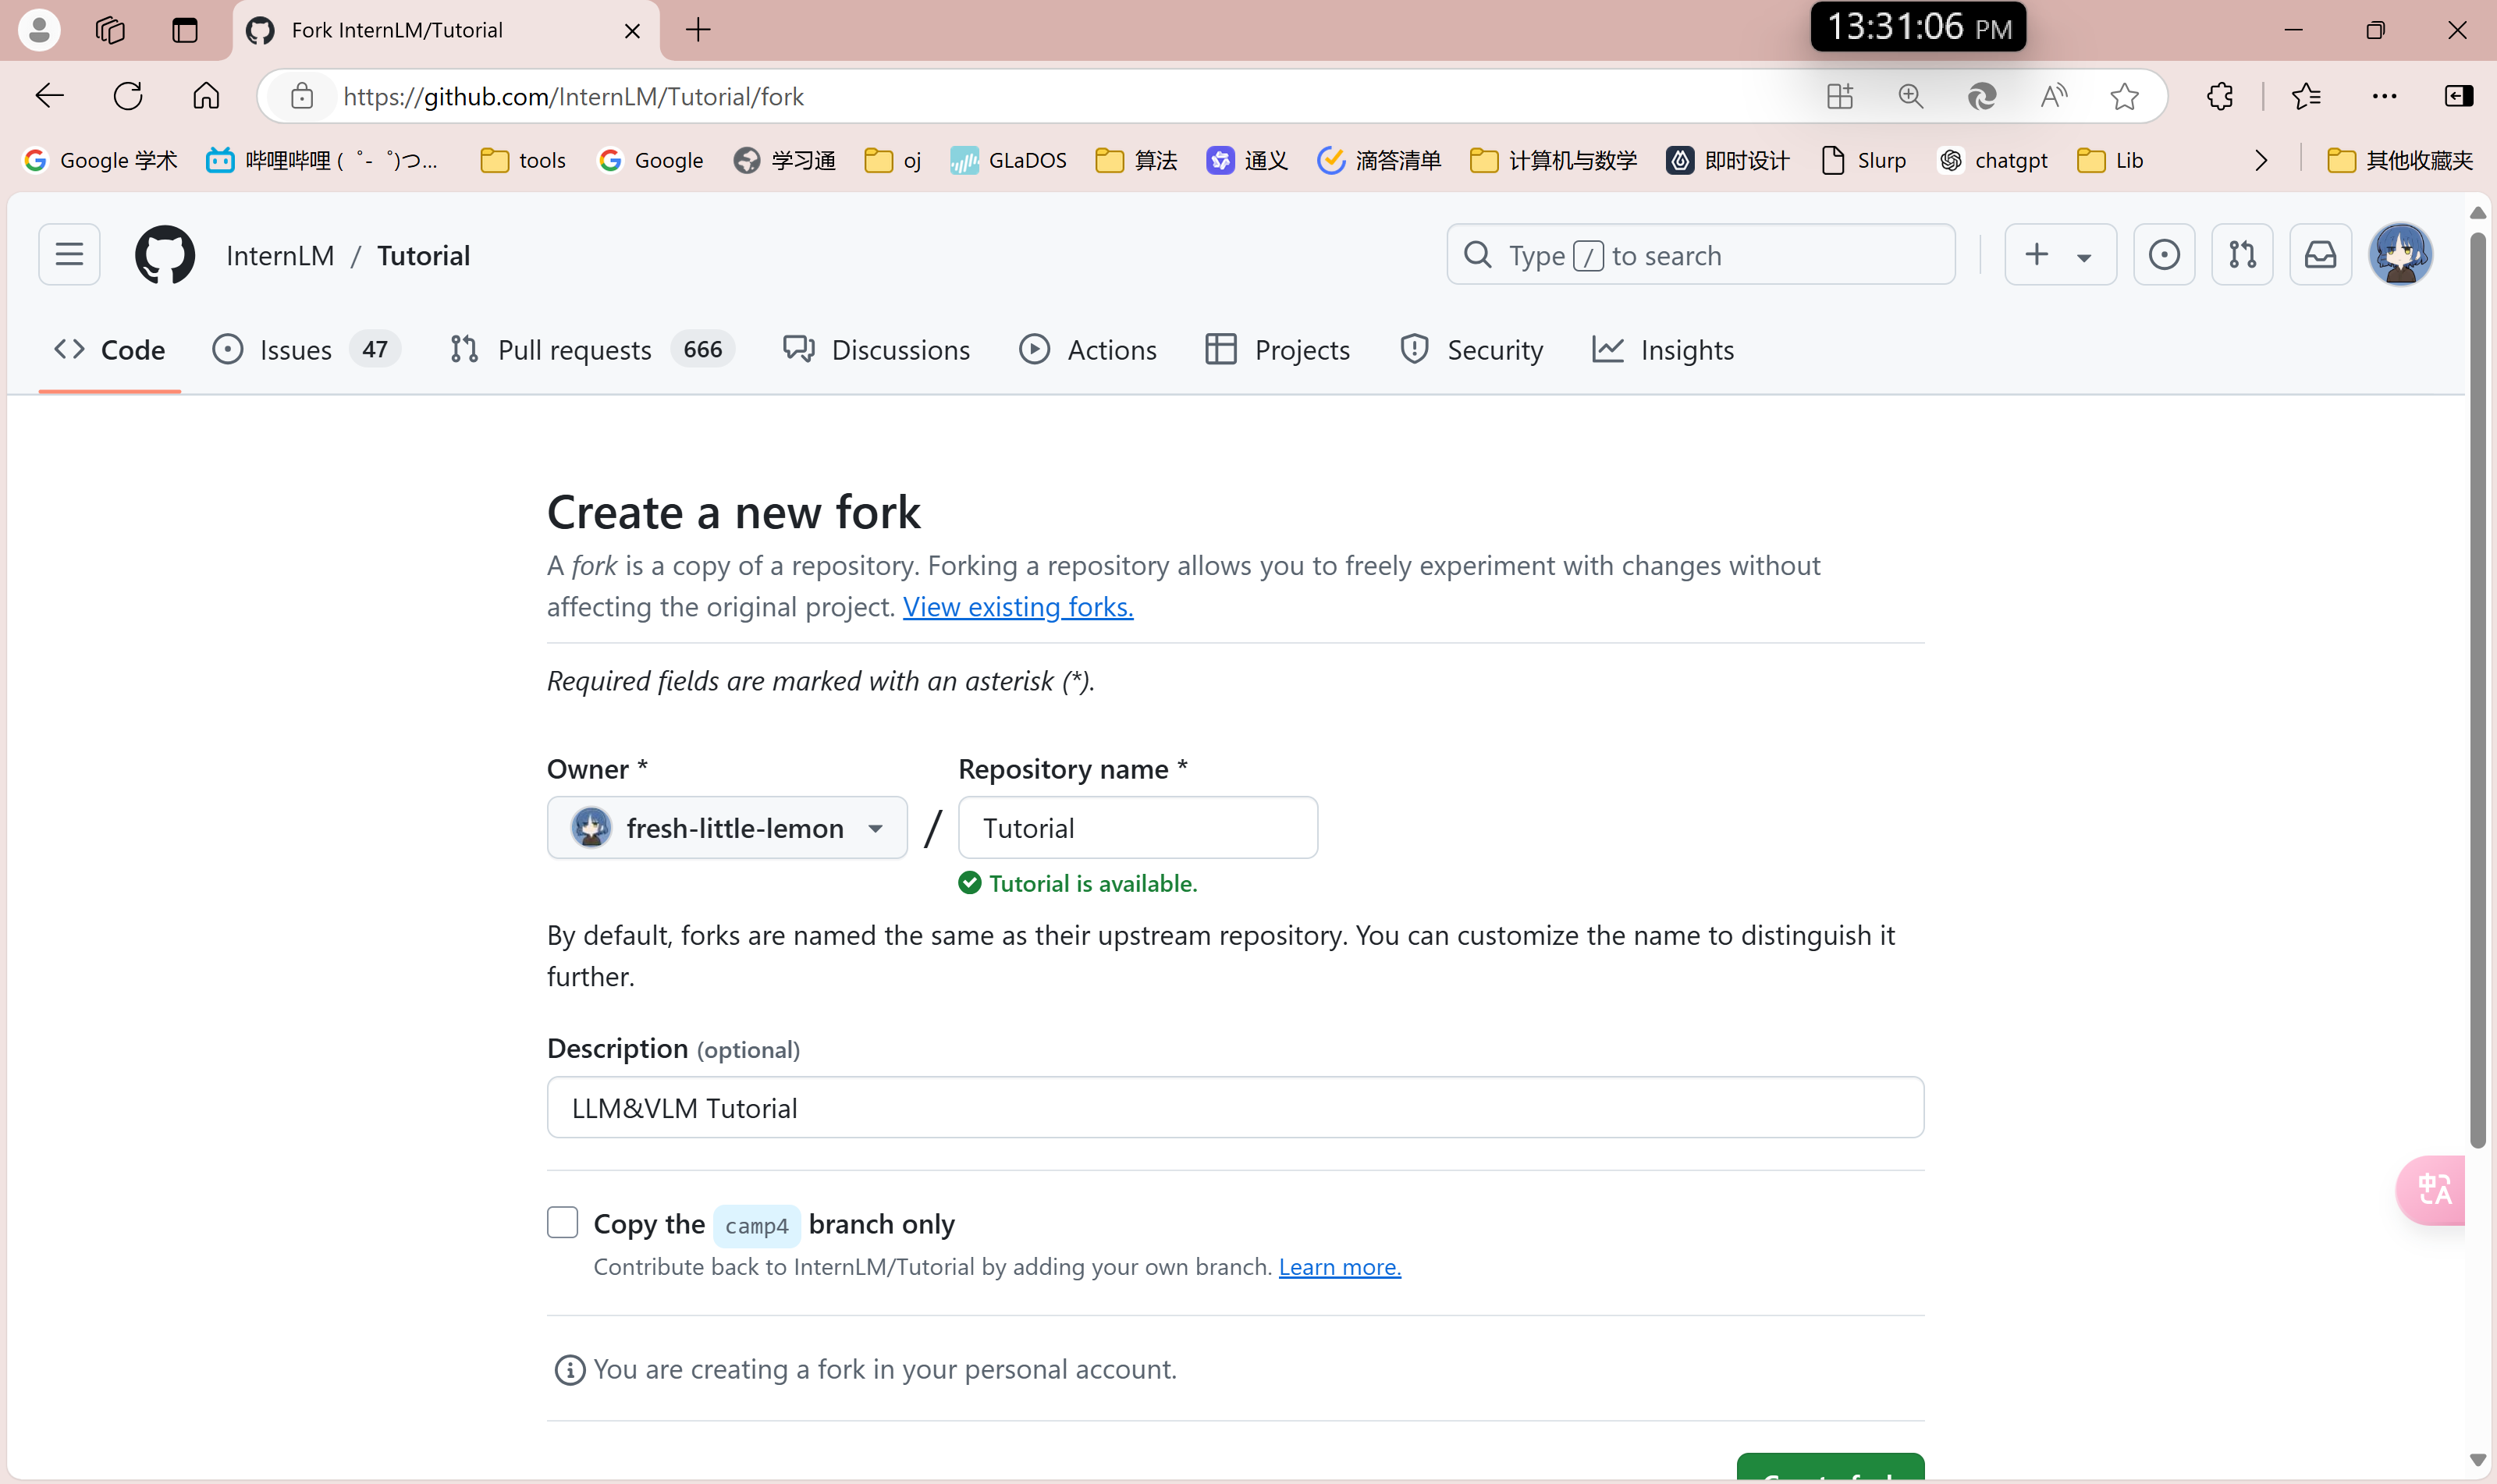 Fork InternLM/Tutorial
13:31:06 PM
https://github.com/InternLM/Tutorial/fork
Google 学术
哔哩哔哩 (゜-゜)つ...
tools
Google
学习通
oj
GLaDOS
算法
通义
滴答清单
计算机与数学
即时设计
Slurp
chatgpt
Lib
其他收藏夹
InternLM / Tutorial
Type / to search
Code
Issues 47
Pull requests 666
Discussions
Actions
Projects
Security
Insights
Create a new fork
A fork is a copy of a repository. Forking a repository allows you to freely experiment with changes without
affecting the original project. View existing forks.
Required fields are marked with an asterisk (*).
Owner *
Repository name *
fresh-little-lemon
/
Tutorial
Tutorial is available.
By default, forks are named the same as their upstream repository. You can customize the name to distinguish it
further.
Description (optional)
LLM&VLM Tutorial
Copy the camp4 branch only
Contribute back to InternLM/Tutorial by adding your own branch. Learn more.
You are creating a fork in your personal account.